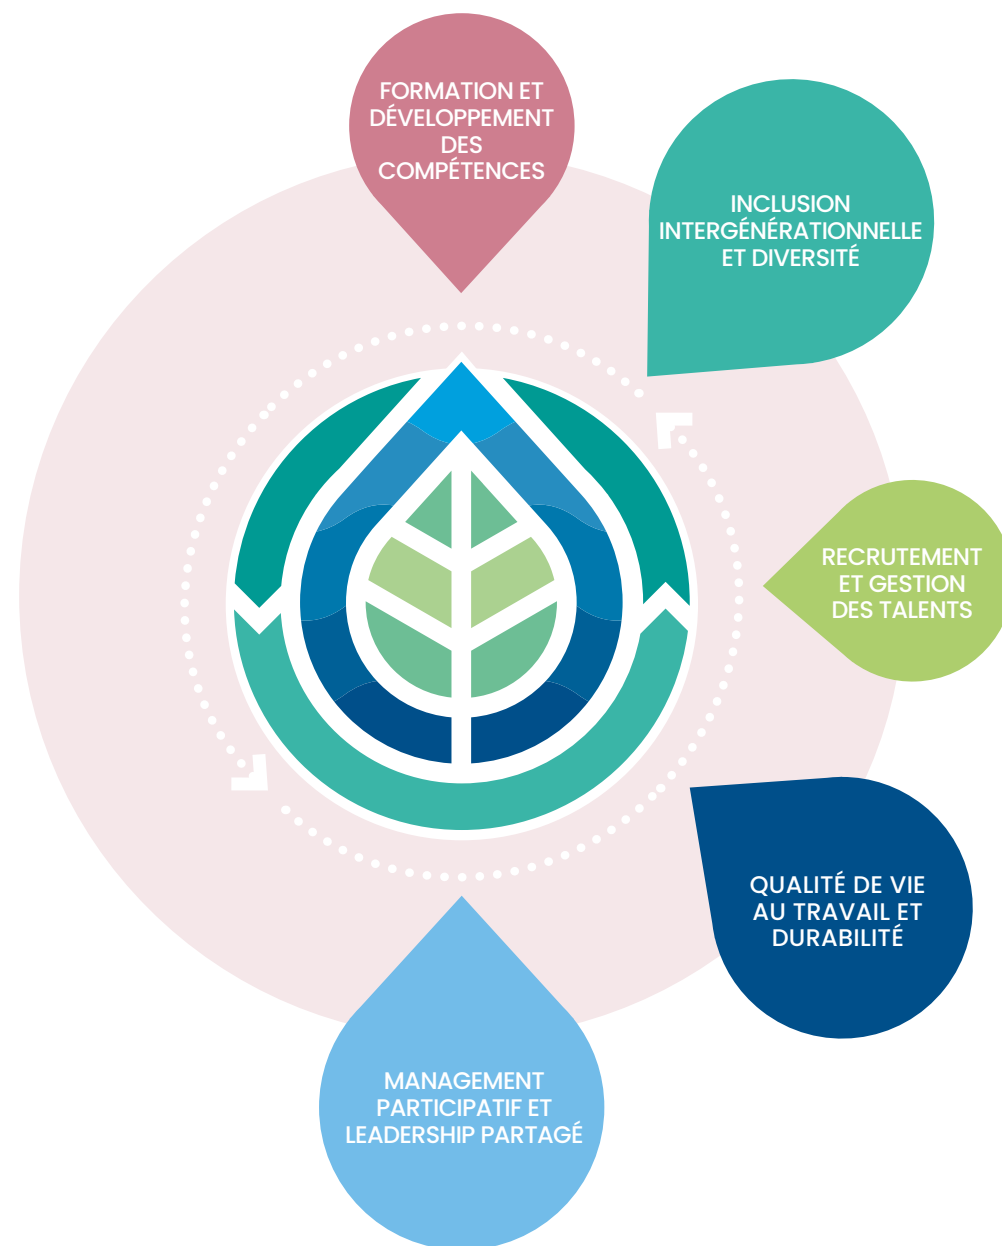 FORMATION ET
DÉVELOPPEMENT
DES
COMPÉTENCES
INCLUSION
INTERGÉNÉRATIONNELLE
ET DIVERSITÉ
RECRUTEMENT
ET GESTION
DES TALENTS
QUALITÉ DE VIE
AU TRAVAIL ET
DURABILITÉ
MANAGEMENT
PARTICIPATIF ET
LEADERSHIP PARTAGÉ